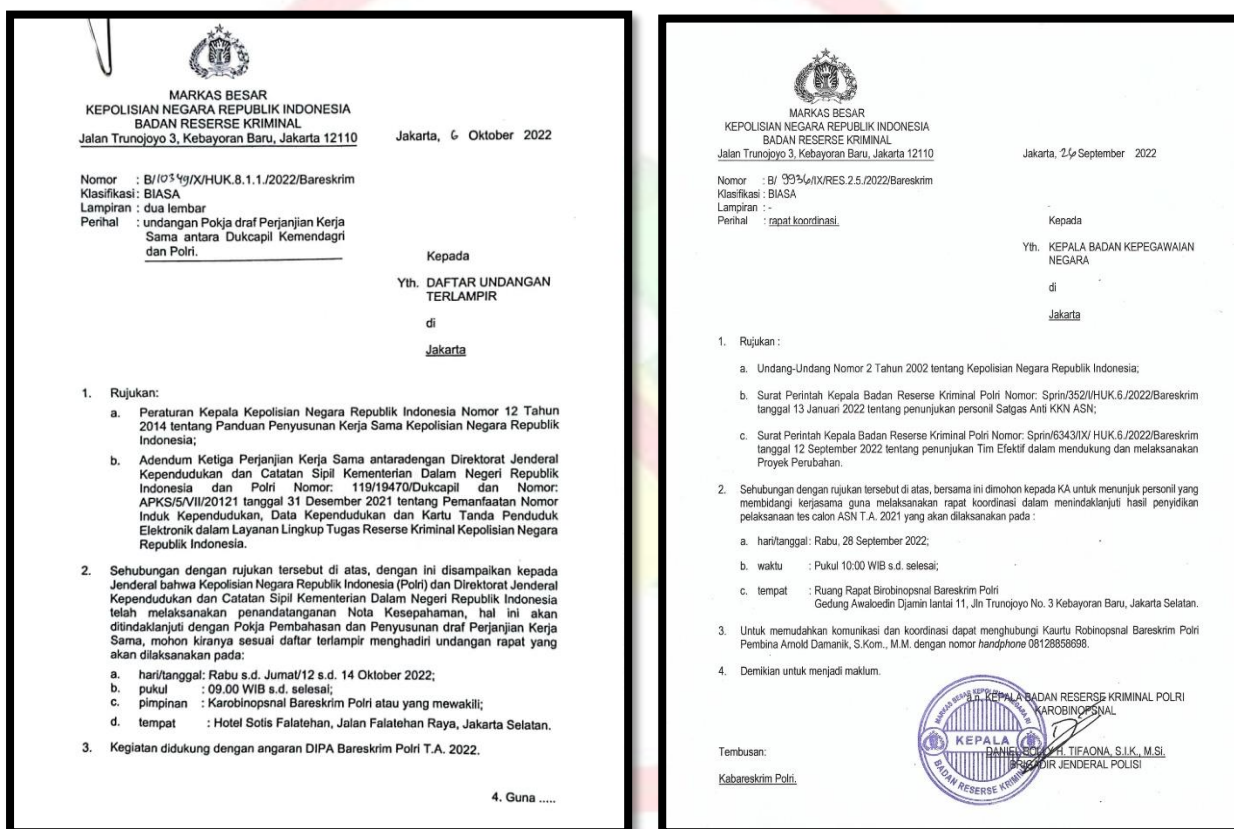 MARKAS BESAR
KEPOLISIAN NEGARA REPUBLIK INDONESIA
BADAN RESERSE KRIMINAL
Jalan Trunojoyo 3, Kebayoran Baru, Jakarta 12110
Jakarta, 6 Oktober 2022
Nomor : B/10349/X/HUK.8.1.1./2022/Bareskrim
Klasifikasi : BIASA
Lampiran : dua lembar
Perihal : undangan Pokja draf Perjanjian Kerja
Sama antara Dukcapil Kemendagri
dan Polri.
Kepada
Yth. DAFTAR UNDANGAN
TERLAMPIR
di
Jakarta
1. Rujukan:
a. Peraturan Kepala Kepolisian Negara Republik Indonesia Nomor 12 Tahun
2014 tentang Panduan Penyusunan Kerja Sama Kepolisian Negara Republik
Indonesia;
b. Adendum Ketiga Perjanjian Kerja Sama antaradengan Direktorat Jenderal
Kependudukan dan Catatan Sipil Kementerian Dalam Negeri Republik
Indonesia dan Polri Nomor: 119/19470/Dukcapil dan Nomor:
APKS/5/VII/20121 tanggal 31 Desember 2021 tentang Pemanfaatan Nomor
Induk Kependudukan, Data Kependudukan dan Kartu Tanda Penduduk
Elektronik dalam Layanan Lingkup Tugas Reserse Kriminal Kepolisian Negara
Republik Indonesia.
2. Sehubungan dengan rujukan tersebut di atas, dengan ini disampaikan kepada
Jenderal bahwa Kepolisian Negara Republik Indonesia (Polri) dan Direktorat Jenderal
Kependudukan dan Catatan Sipil Kementerian Dalam Negeri Republik Indonesia
telah melaksanakan penandatanganan Nota Kesepahaman, hal ini akan
ditindaklanjuti dengan Pokja Pembahasan dan Penyusunan draf Perjanjian Kerja
Sama, mohon kiranya sesuai daftar terlampir menghadiri undangan rapat yang
akan dilaksanakan pada:
a. hari/tanggal: Rabu s.d. Jumat/12 s.d. 14 Oktober 2022;
b. pukul : 09.00 WIB s.d. selesai;
c. pimpinan : Karobinopsnal Bareskrim Polri atau yang mewakili;
d. tempat : Hotel Sotis Falatehan, Jalan Falatehan Raya, Jakarta Selatan.
3. Kegiatan didukung dengan angaran DIPA Bareskrim Polri T.A. 2022.
4. Guna .....
MARKAS BESAR
KEPOLISIAN NEGARA REPUBLIK INDONESIA
BADAN RESERSE KRIMINAL
Jalan Trunojoyo 3, Kebayoran Baru, Jakarta 12110
Jakarta, 26 September 2022
Nomor : B/ 9936/IX/RES.2.5./2022/Bareskrim
Klasifikasi : BIASA
Lampiran : -
Perihal : rapat koordinasi.
Kepada
Yth. KEPALA BADAN KEPEGAWAIAN
NEGARA
di
Jakarta
1. Rujukan :
a. Undang-Undang Nomor 2 Tahun 2002 tentang Kepolisian Negara Republik Indonesia;
b. Surat Perintah Kepala Badan Reserse Kriminal Polri Nomor: Sprin/352/I/HUK.6./2022/Bareskrim
tanggal 13 Januari 2022 tentang penunjukan personil Satgas Anti KKN ASN;
c. Surat Perintah Kepala Badan Reserse Kriminal Polri Nomor: Sprin/6343/IX/ HUK.6./2022/Bareskrim
tanggal 12 September 2022 tentang penunjukan Tim Efektif dalam mendukung dan melaksanakan
Proyek Perubahan.
2. Sehubungan dengan rujukan tersebut di atas, bersama ini dimohon kepada KA untuk menunjuk personil yang
membidangi kerjasama guna melaksanakan rapat koordinasi dalam menindaklanjuti hasil penyidikan
pelaksanaan tes calon ASN T.A. 2021 yang akan dilaksanakan pada :
a. hari/tanggal : Rabu, 28 September 2022;
b. waktu : Pukul 10:00 WIB s.d. selesai;
c. tempat : Ruang Rapat Birobinopsnal Bareskrim Polri
Gedung Awaloedin Djamin lantai 11, Jln Trunojoyo No. 3 Kebayoran Baru, Jakarta Selatan.
3. Untuk memudahkan komunikasi dan koordinasi dapat menghubungi Kaurtu Robinopsnal Bareskrim Polri
Pembina Arnold Damanik, S.Kom., M.M. dengan nomor handphone 08128858698.
4. Demikian untuk menjadi maklum.
a.n. KEPALA BADAN RESERSE KRIMINAL POLRI
KAROBINOPSNAL
KEPALA
BADAN RESERSE
DANIEL H. TIFAONA, S.I.K., M.Si.
BRIGADIR JENDERAL POLISI
Tembusan:
Kabareskrim Polri.